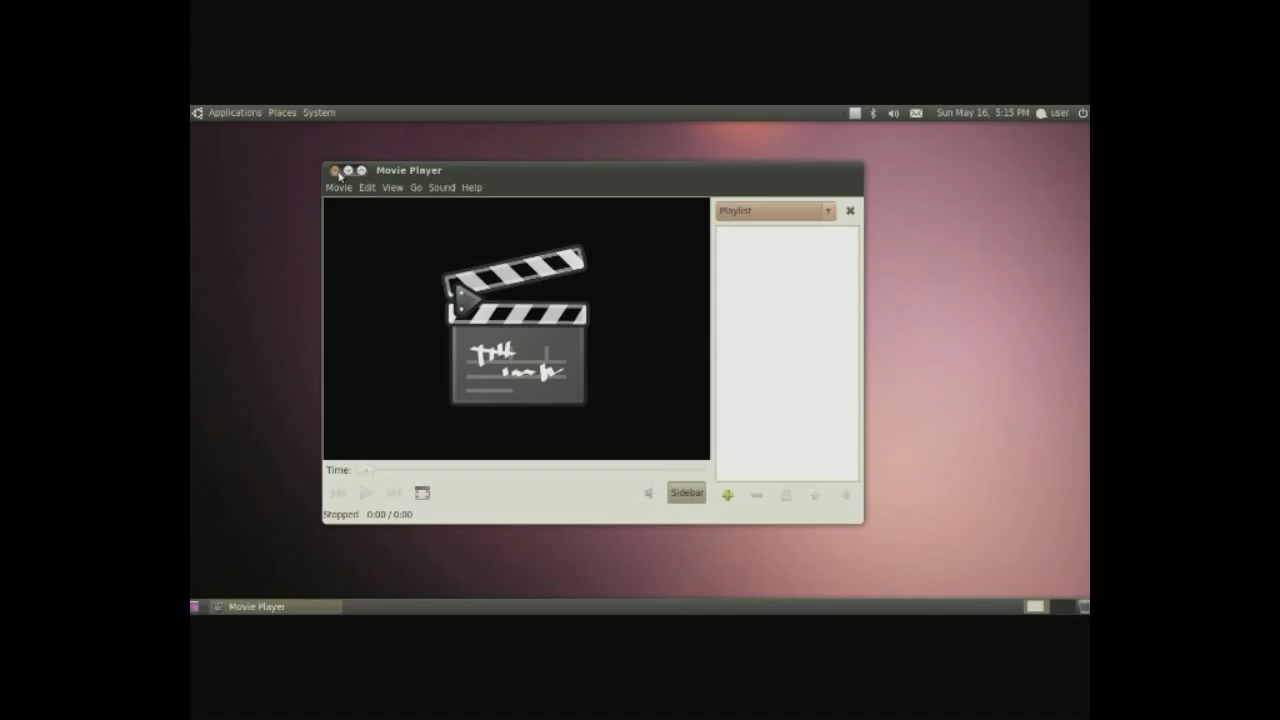 Applications Places System
Sun May 16, 5:15 PM user
Movie Player
Movie Edit View Go Sound Help
Playlist
Time:
Sidebar
Stopped 0:00 / 0:00
Movie Player